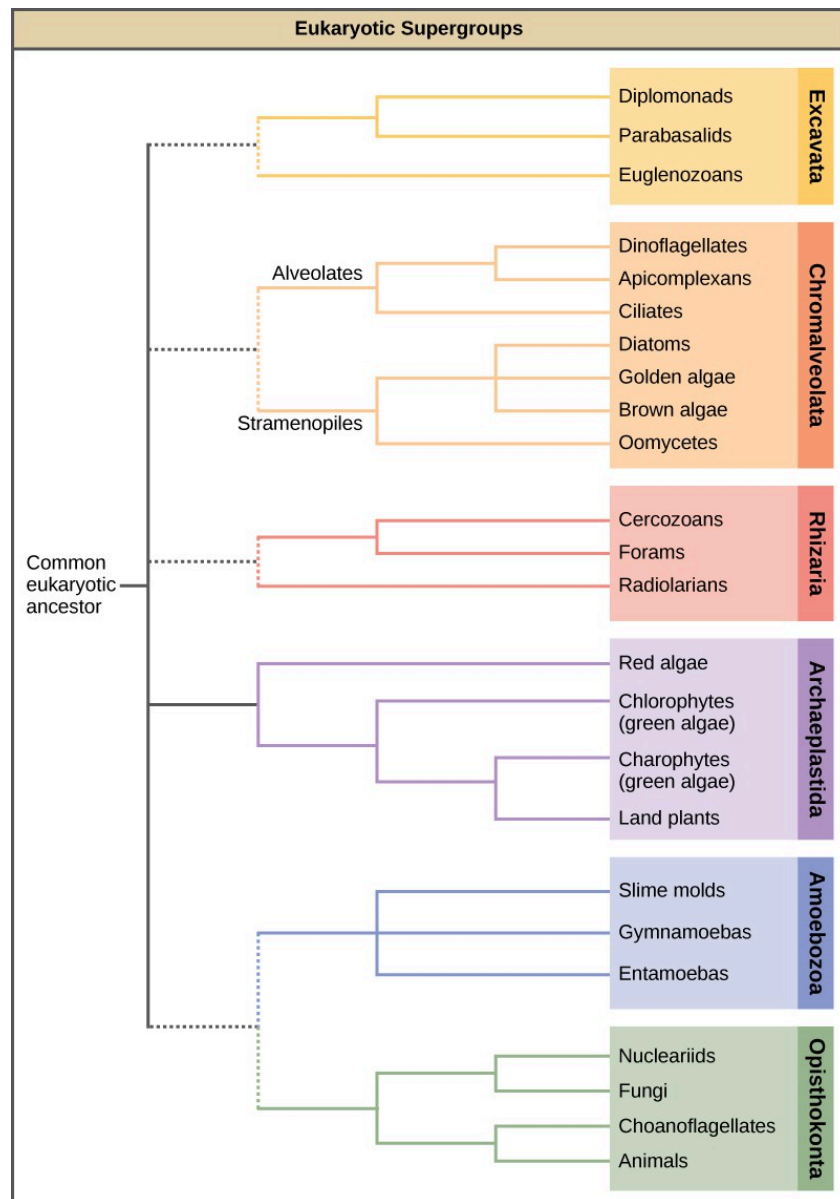 Eukaryotic Supergroups
Diplomonads
Parabasalids
Euglenozoans
Excavata
Alveolates
Dinoflagellates
Apicomplexans
Ciliates
Diatoms
Golden algae
Brown algae
Stramenopiles
Oomycetes
Chromalveolata
Cercozoans
Forams
Radiolarians
Rhizaria
Common
eukaryotic
ancestor
Red algae
Chlorophytes
(green algae)
Charophytes
(green algae)
Land plants
Archaeplastida
Slime molds
Gymnamoebas
Entamoebas
Amoebozoa
Nucleariids
Fungi
Choanoflagellates
Animals
Opisthokonta